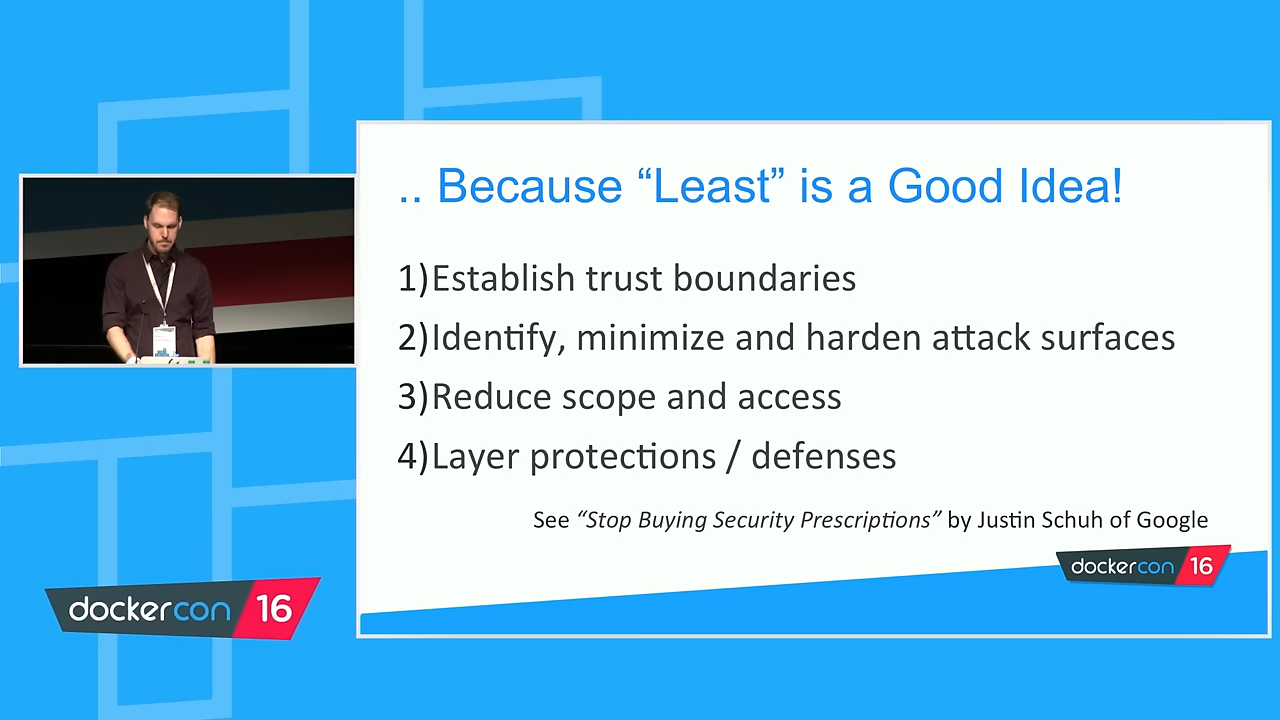 .. Because “Least” is a Good Idea!
1)Establish trust boundaries
2)Identify, minimize and harden attack surfaces
3)Reduce scope and access
4)Layer protections / defenses
See “Stop Buying Security Prescriptions” by Justin Schuh of Google
dockercon 16
dockercon 16